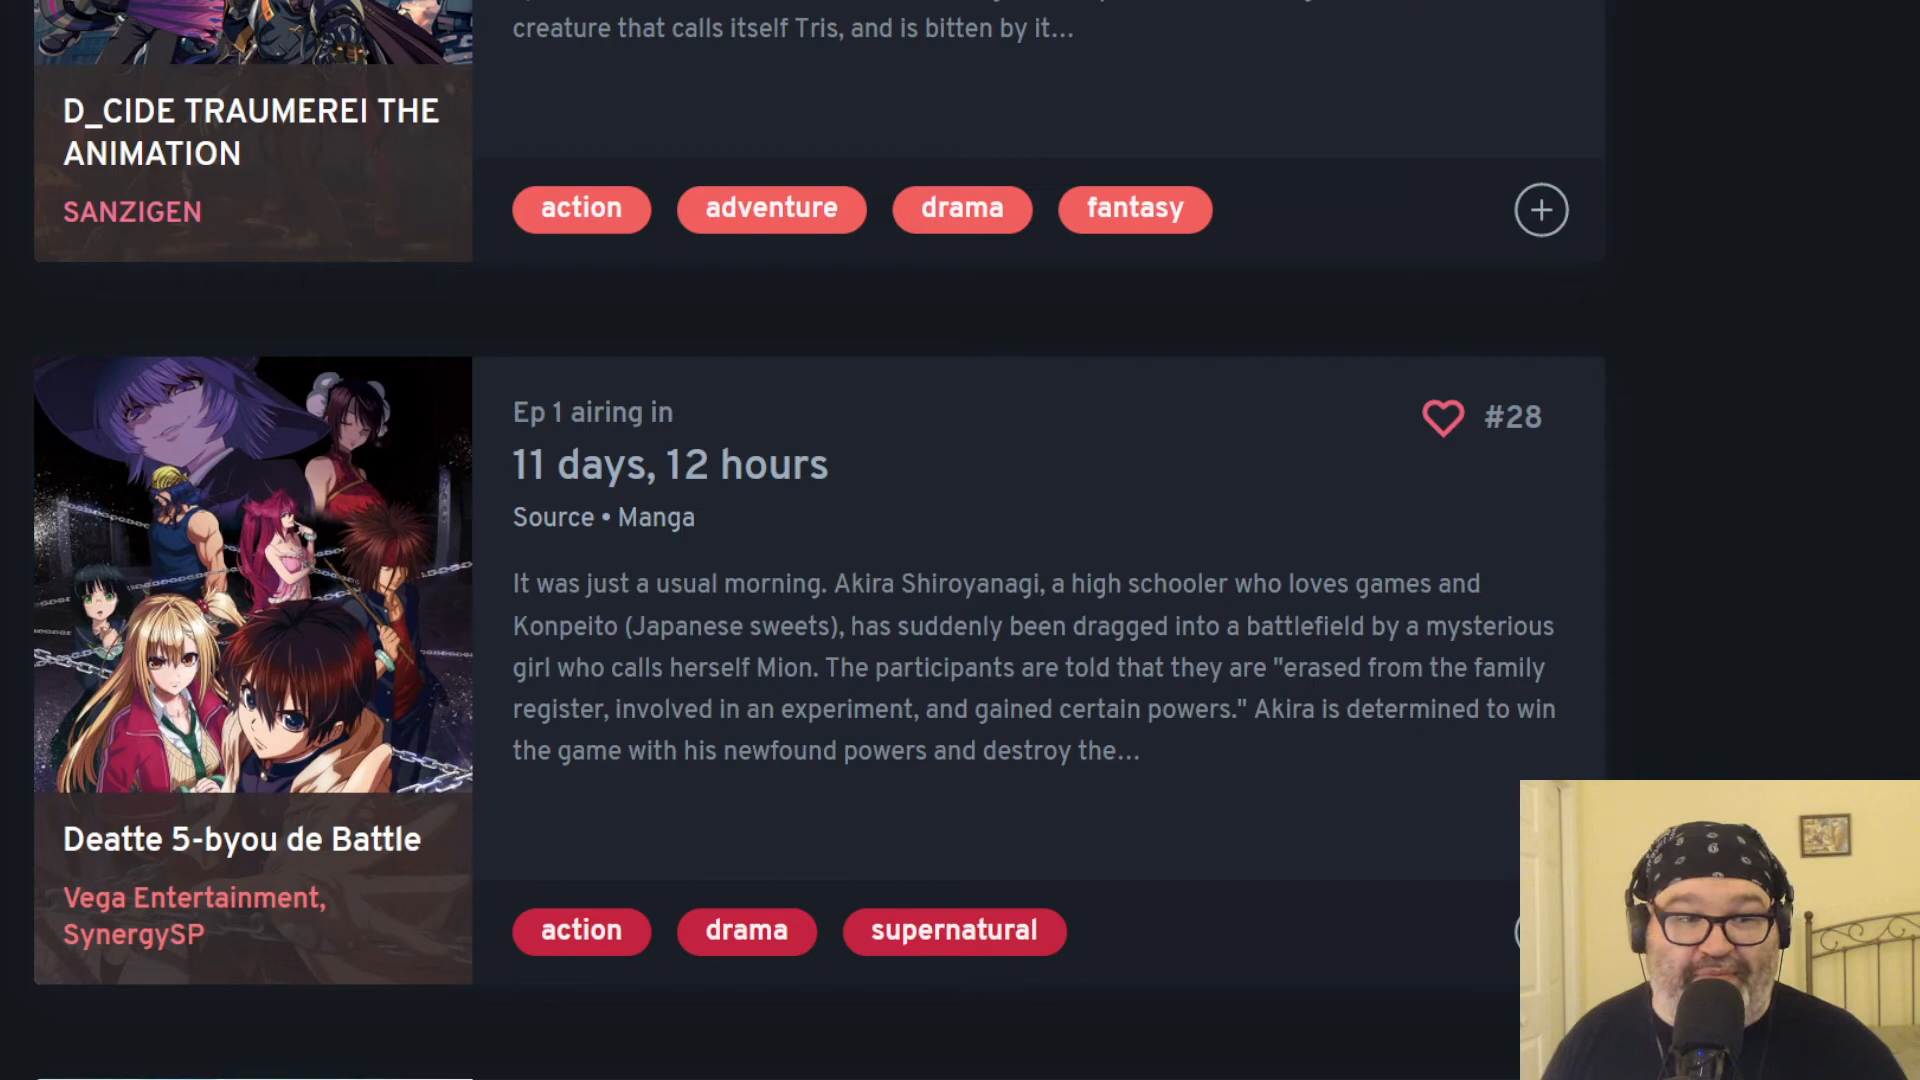 creature that calls itself Tris, and is bitten by it...
D_CIDE TRAUMEREI THE
ANIMATION
SANZIGEN
action
adventure
drama
fantasy
Ep 1 airing in
#28
11 days, 12 hours
Source • Manga
It was just a usual morning. Akira Shiroyanagi, a high schooler who loves games and
Konpeito (Japanese sweets), has suddenly been dragged into a battlefield by a mysterious
girl who calls herself Mion. The participants are told that they are "erased from the family
register, involved in an experiment, and gained certain powers." Akira is determined to win
the game with his newfound powers and destroy the...
Deatte 5-byou de Battle
Vega Entertainment,
SynergySP
action
drama
supernatural